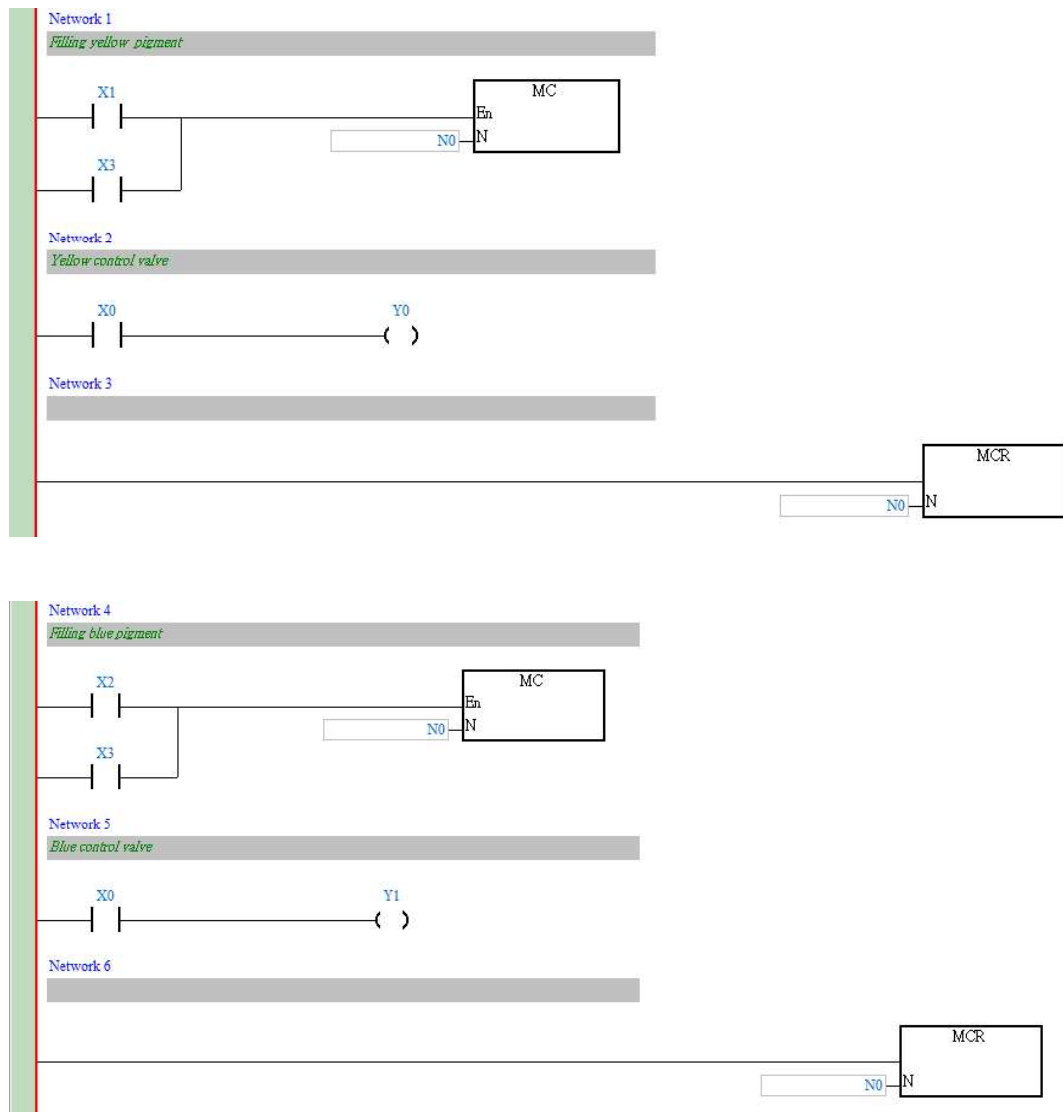 Network 1
Filling yellow pigment
X1
MC
En
N0
N
X3
Network 2
Yellow control valve
X0
Y0
Network 3
MCR
N0
N
Network 4
Filling blue pigment
X2
MC
En
N0
N
X3
Network 5
Blue control valve
X0
Y1
Network 6
MCR
N0
N